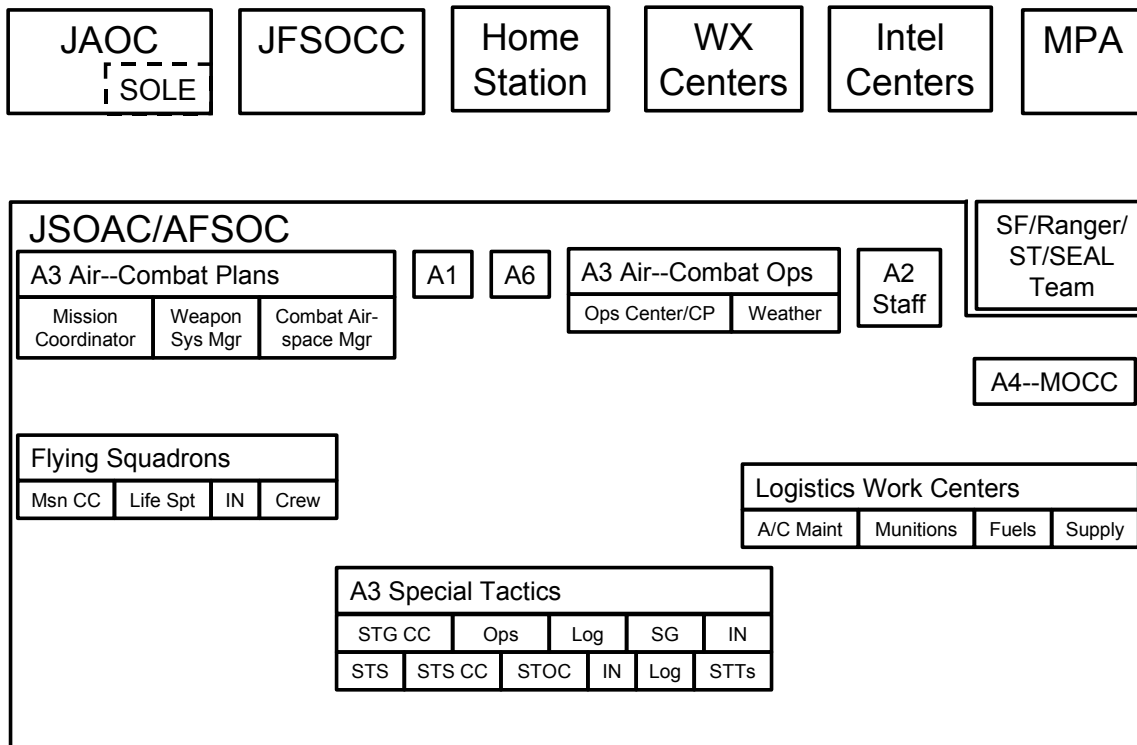 JAOC
SOLE
JFSOCC
Home
Station
WX
Centers
Intel
Centers
MPA
JSOAC/AFSOC
A3 Air--Combat Plans
Mission
Coordinator
Weapon
Sys Mgr
Combat Air-
space Mgr
A1
A6
A3 Air--Combat Ops
Ops Center/CP
Weather
A2
Staff
SF/Ranger/
ST/SEAL
Team
A4--MOCC
Flying Squadrons
Msn CC
Life Spt
IN
Crew
Logistics Work Centers
A/C Maint
Munitions
Fuels
Supply
A3 Special Tactics
STG CC
Ops
Log
SG
IN
STS
STS CC
STOC
IN
Log
STTs